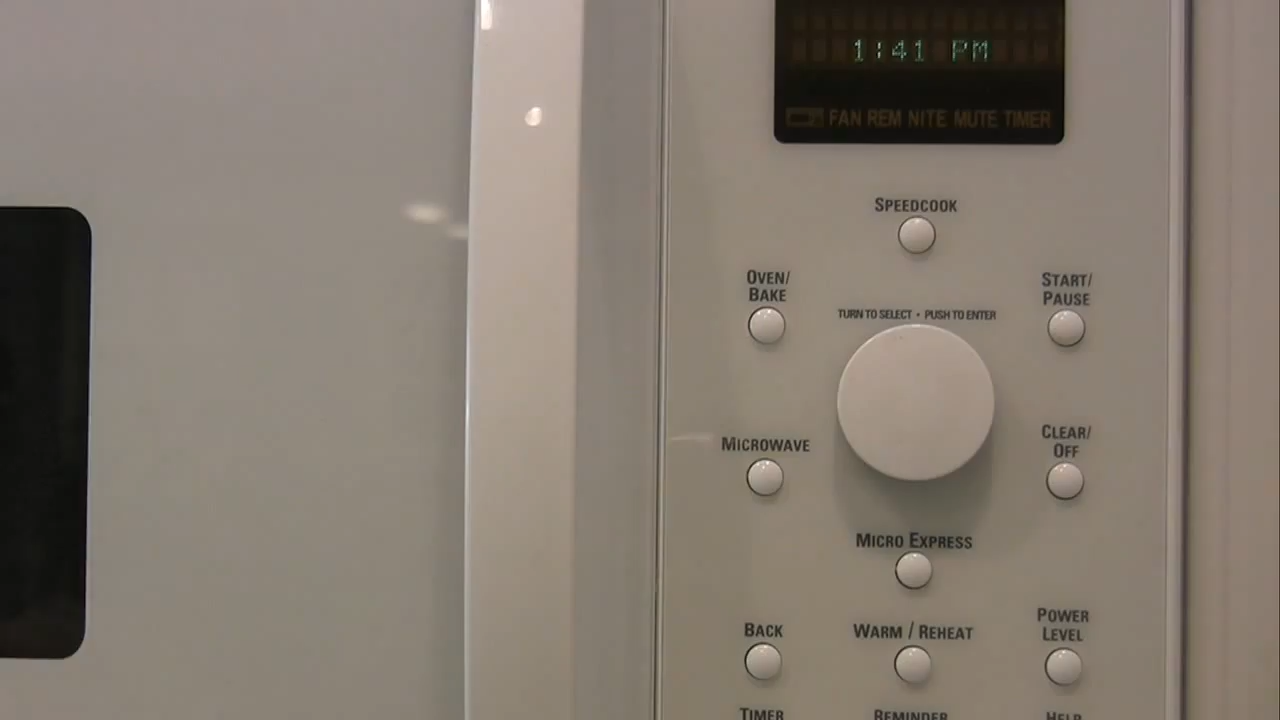 1:41 PM
FAN REM NITE MUTE TIMER
SPEEDCOOK
OVEN/
BAKE
START/
PAUSE
TURN TO SELECT • PUSH TO ENTER
MICROWAVE
CLEAR/
OFF
MICRO EXPRESS
BACK
WARM / REHEAT
POWER
LEVEL
TIMER
REMINDER
HELP